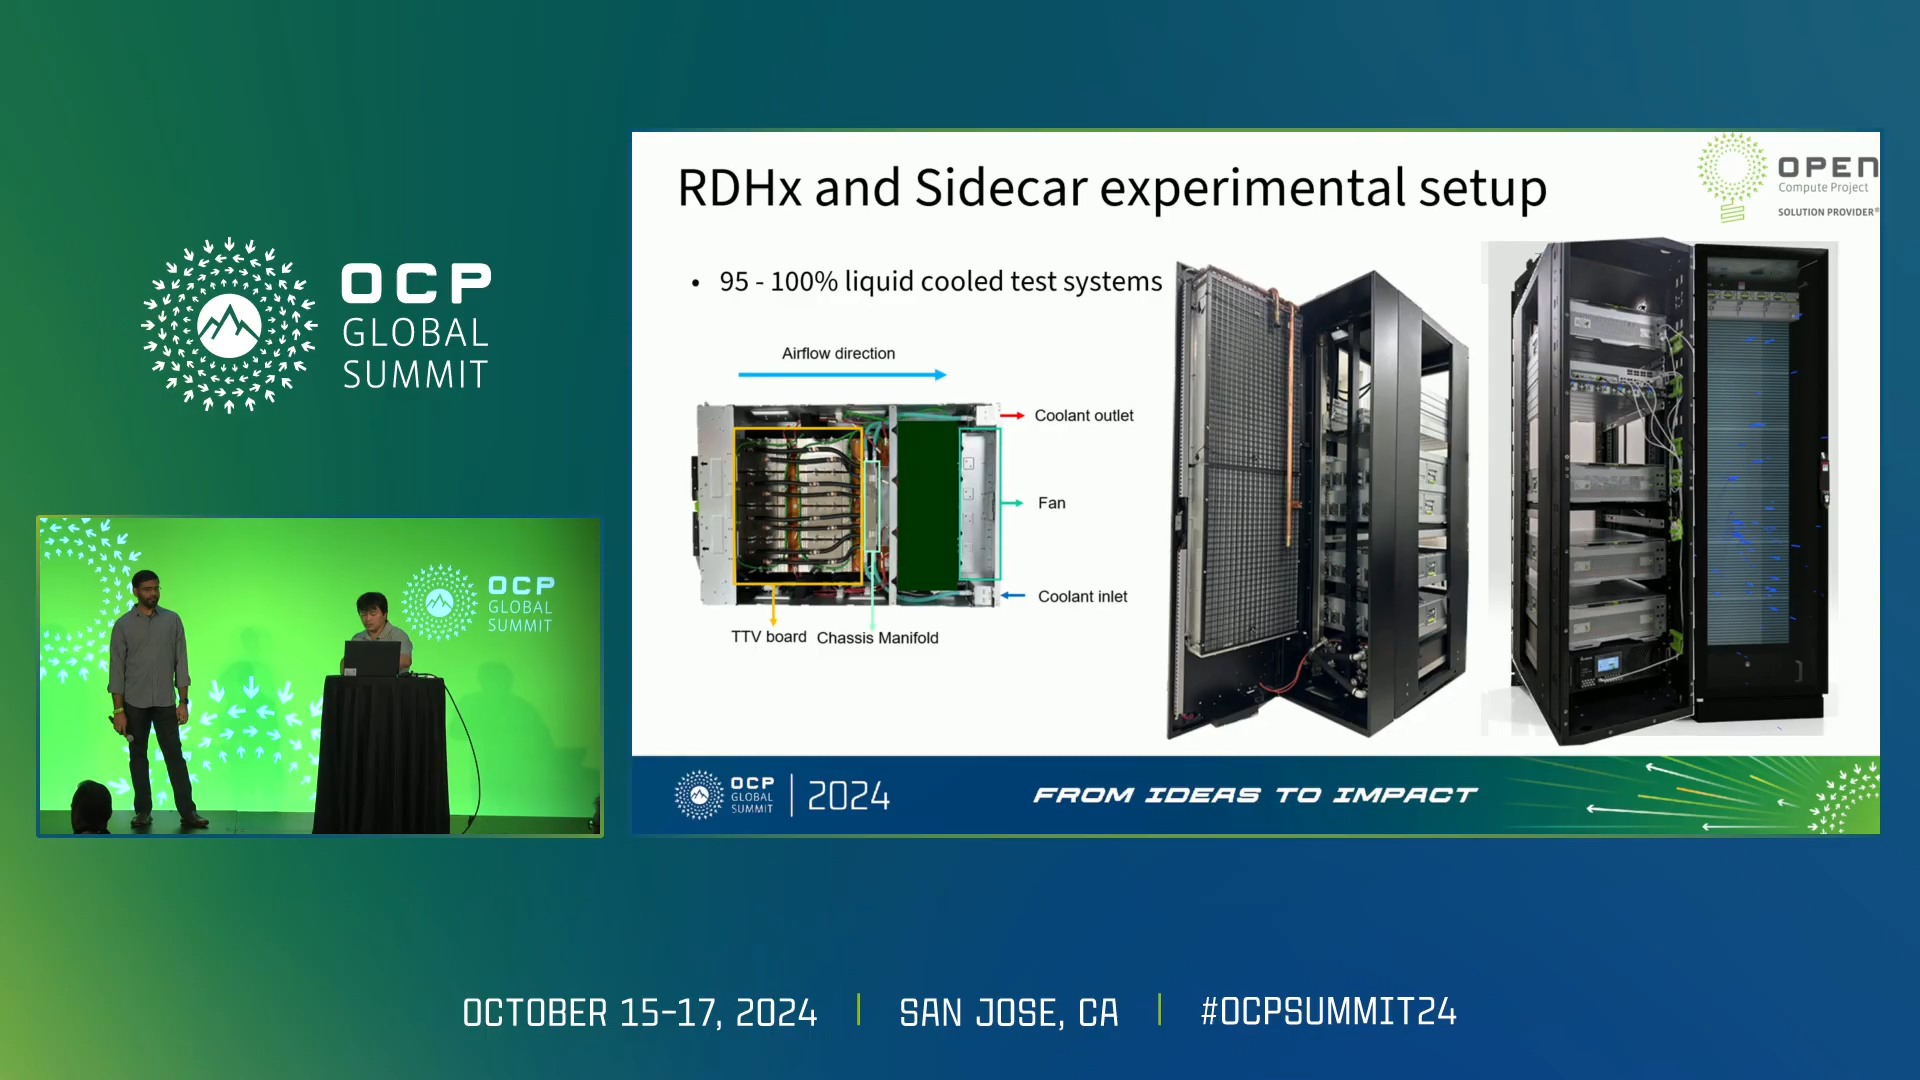 OCP
GLOBAL
SUMMIT
OCP
GLOBAL
SUMMIT
RDHx and Sidecar experimental setup
OPEN
Compute Project
SOLUTION PROVIDER®
• 95 - 100% liquid cooled test systems
Airflow direction
Coolant outlet
Fan
Coolant inlet
TTV board
Chassis Manifold
OCP
GLOBAL
SUMMIT
2024
FROM IDEAS TO IMPACT
OCTOBER 15-17, 2024
SAN JOSE, CA
#OCPSUMMIT24